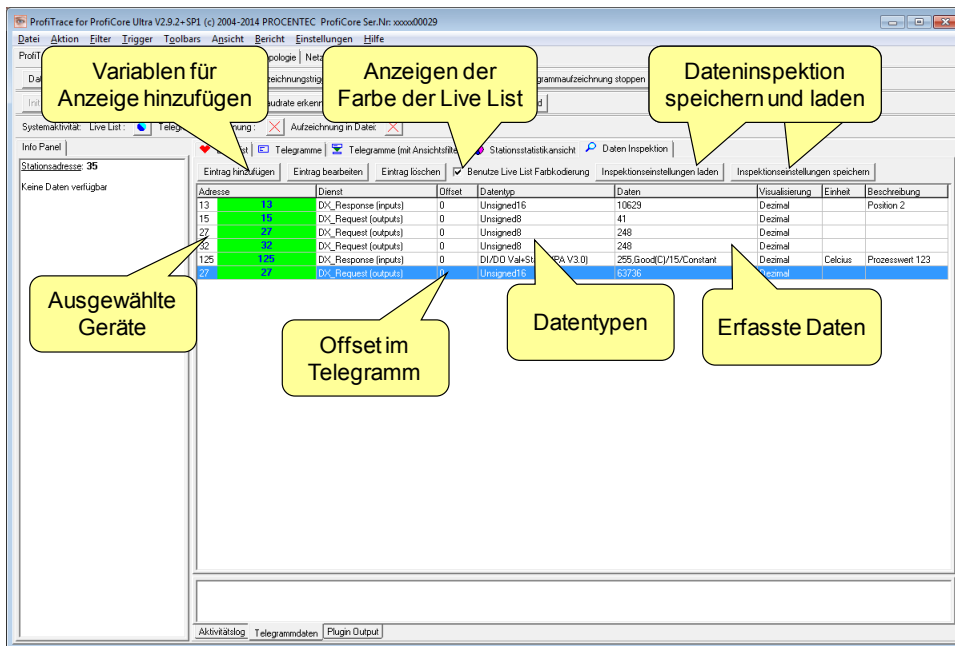 ProfiTrace for ProfiCore Ultra V2.9.2+SP1 (c) 2004-2014 PROCENTEC ProfiCore Ser.Nr: xxxxx00029
Datei Aktion Filter Trigger Toolbars Ansicht Bericht Einstellungen Hilfe
Variablen für
Anzeige hinzufügen
Anzeigen der
Farbe der Live List
Dateninspektion
speichern und laden
Systemaktivität: Live List : Aufzeichnung in Datei:
Info Panel
Telegramme Telegramme (mit Ansichtsfilter) Stationsstatistikansicht Daten Inspektion
Stationsadresse: 35
Keine Daten verfügbar
Eintrag hinzufügen Eintrag bearbeiten Eintrag löschen Benutze Live List Farbkodierung Inspektionseinstellungen laden Inspektionseinstellungen speichern
Adresse Dienst Offset Datentyp Daten Visualisierung Einheit Beschreibung
13 13 DX_Response (inputs) 0 Unsigned16 10629 Dezimal Position 2
15 15 DX_Request (outputs) 0 Unsigned8 41 Dezimal
27 27 DX_Request (outputs) 0 Unsigned8 248 Dezimal
32 32 DX_Request (outputs) 0 Unsigned8 248 Dezimal
125 125 DX_Response (inputs) 0 DI/DO Val+ (PA V3.0) 255,Good(C)/15/Constant Dezimal Celcius Prozesswert 123
27 27 DX_Request (outputs) 0 Unsigned16 63736 Dezimal
Ausgewählte
Geräte
Offset im
Telegramm
Datentypen
Erfasste Daten
Aktivitätslog Telegrammdaten Plugin Output